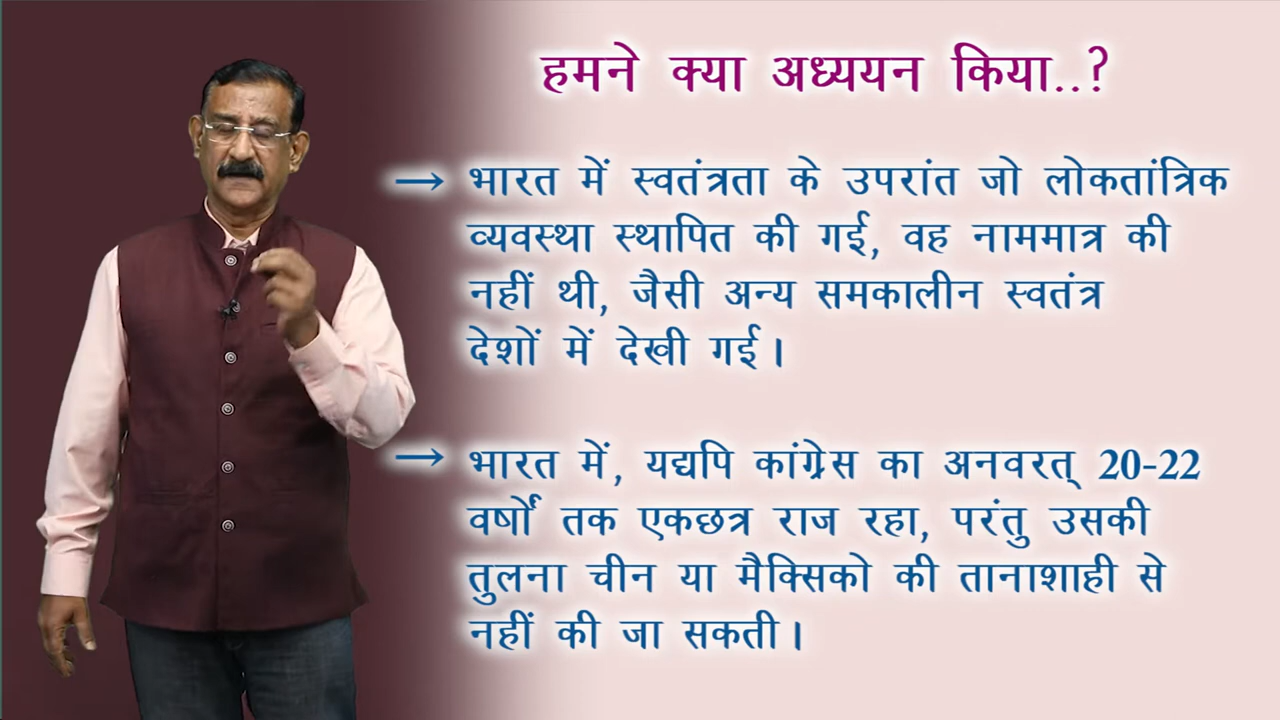 हमने क्या अध्ययन किया..?
→ भारत में स्वतंत्रता के उपरांत जो लोकतांत्रिक
व्यवस्था स्थापित की गई, वह नाममात्र की
नहीं थी, जैसी अन्य समकालीन स्वतंत्र
देशों में देखी गई।
→ भारत में, यद्यपि कांग्रेस का अनवरत् 20-22
वर्षों तक एकछत्र राज रहा, परंतु उसकी
तुलना चीन या मैक्सिको की तानाशाही से
नहीं की जा सकती।